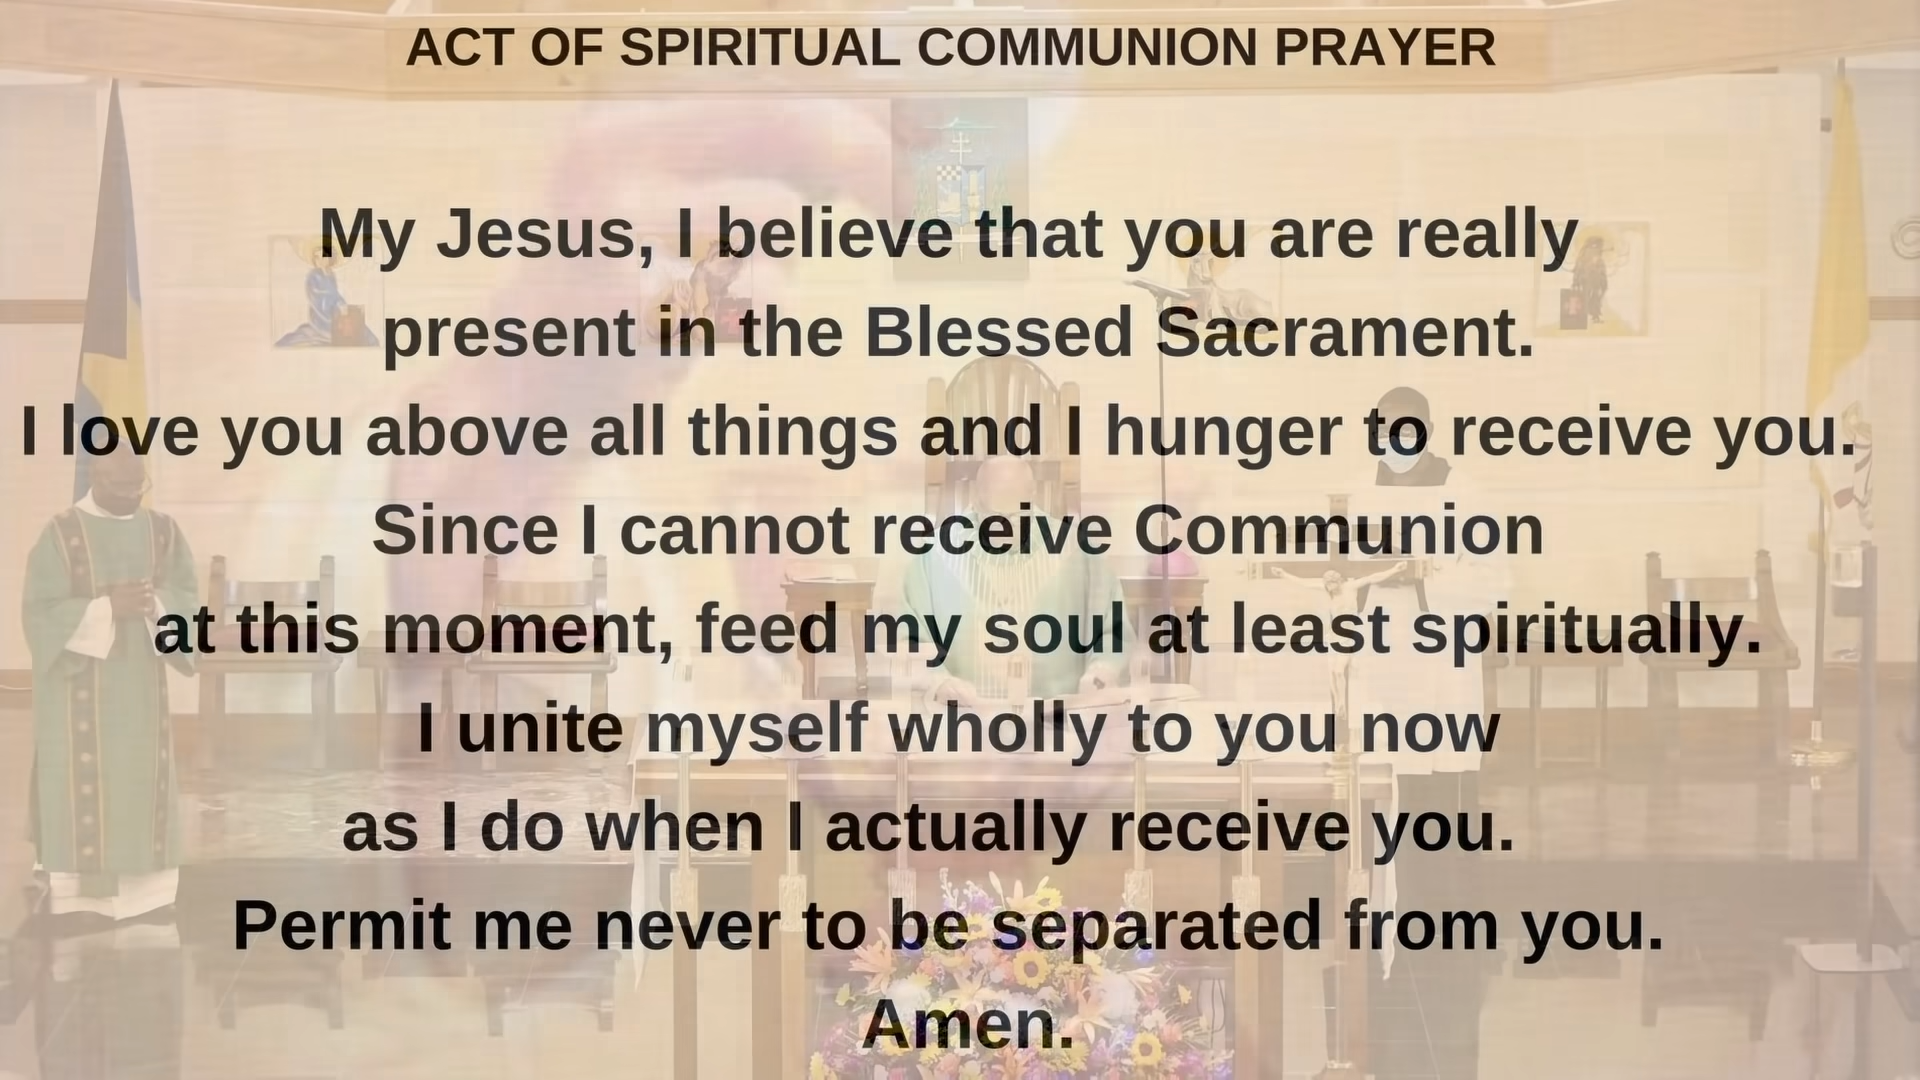 ACT OF SPIRITUAL COMMUNION PRAYER
My Jesus, I believe that you are really
present in the Blessed Sacrament.
I love you above all things and I hunger to receive you.
Since I cannot receive Communion
at this moment, feed my soul at least spiritually.
I unite myself wholly to you now
as I do when I actually receive you.
Permit me never to be separated from you.
Amen.